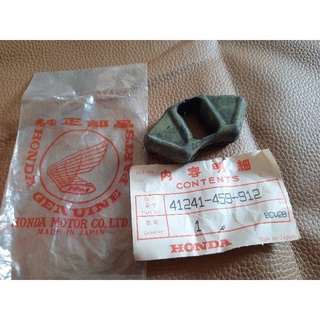 純正部品
HONDA GENUINE PARTS
HONDA MOTOR CO., LTD.
MADE IN JAPAN
内容明細
CONTENTS
41241-459-912
1
HONDA